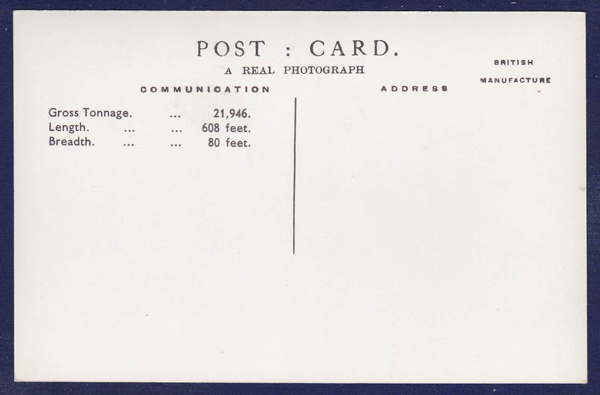 POST : CARD.
A REAL PHOTOGRAPH
BRITISH
MANUFACTURE
COMMUNICATION
ADDRESS
Gross Tonnage. ... 21,946.
Length. ... ... 608 feet.
Breadth. ... ... 80 feet.